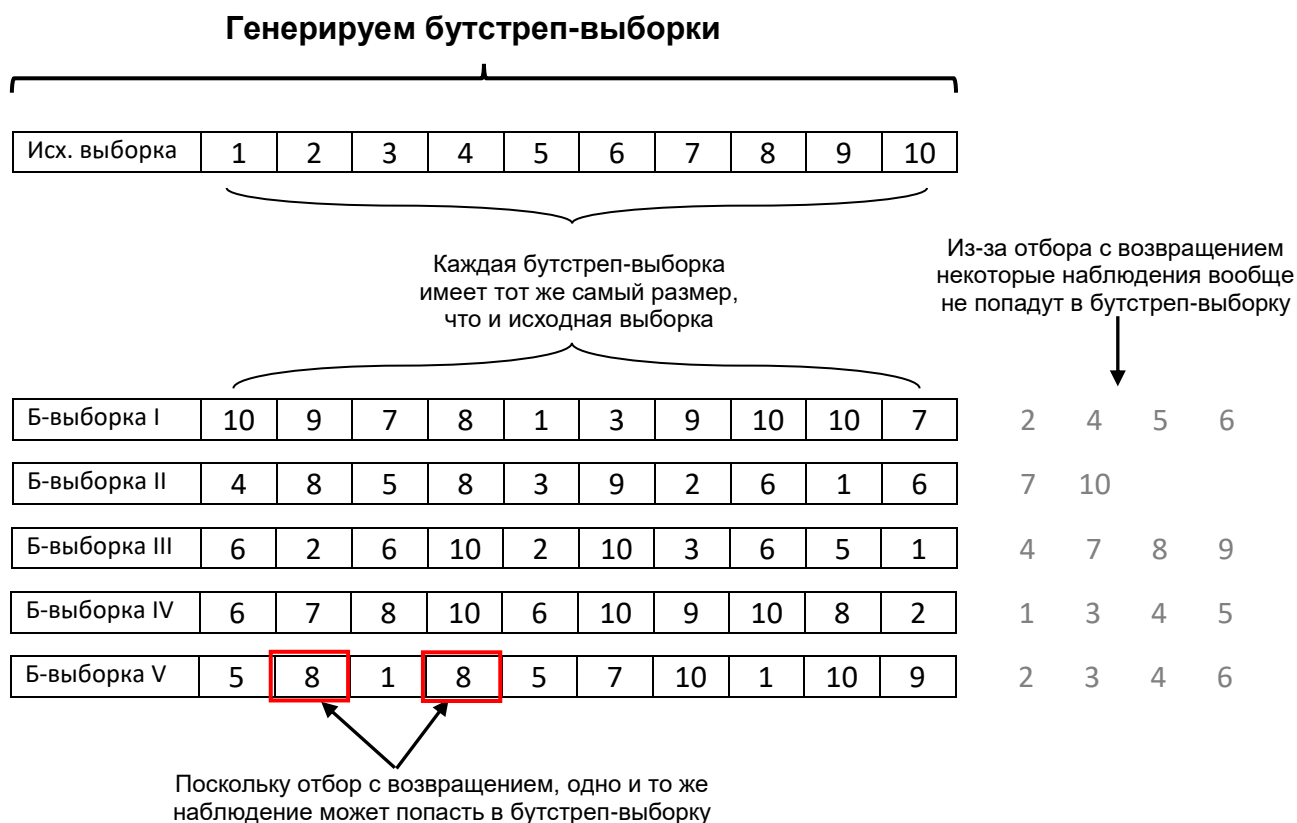 Генерируем бутстреп-выборки
Исх. выборка 1 2 3 4 5 6 7 8 9 10
Каждая бутстреп-выборка
имеет тот же самый размер,
что и исходная выборка
Из-за отбора с возвращением
некоторые наблюдения вообще
не попадут в бутстреп-выборку
Б-выборка I 10 9 7 8 1 3 9 10 10 7 2 4 5 6
Б-выборка II 4 8 5 8 3 9 2 6 1 6 7 10
Б-выборка III 6 2 6 10 2 10 3 6 5 1 4 7 8 9
Б-выборка IV 6 7 8 10 6 10 9 10 8 2 1 3 4 5
Б-выборка V 5 8 1 8 5 7 10 1 10 9 2 3 4 6
Поскольку отбор с возвращением, одно и то же
наблюдение может попасть в бутстреп-выборку